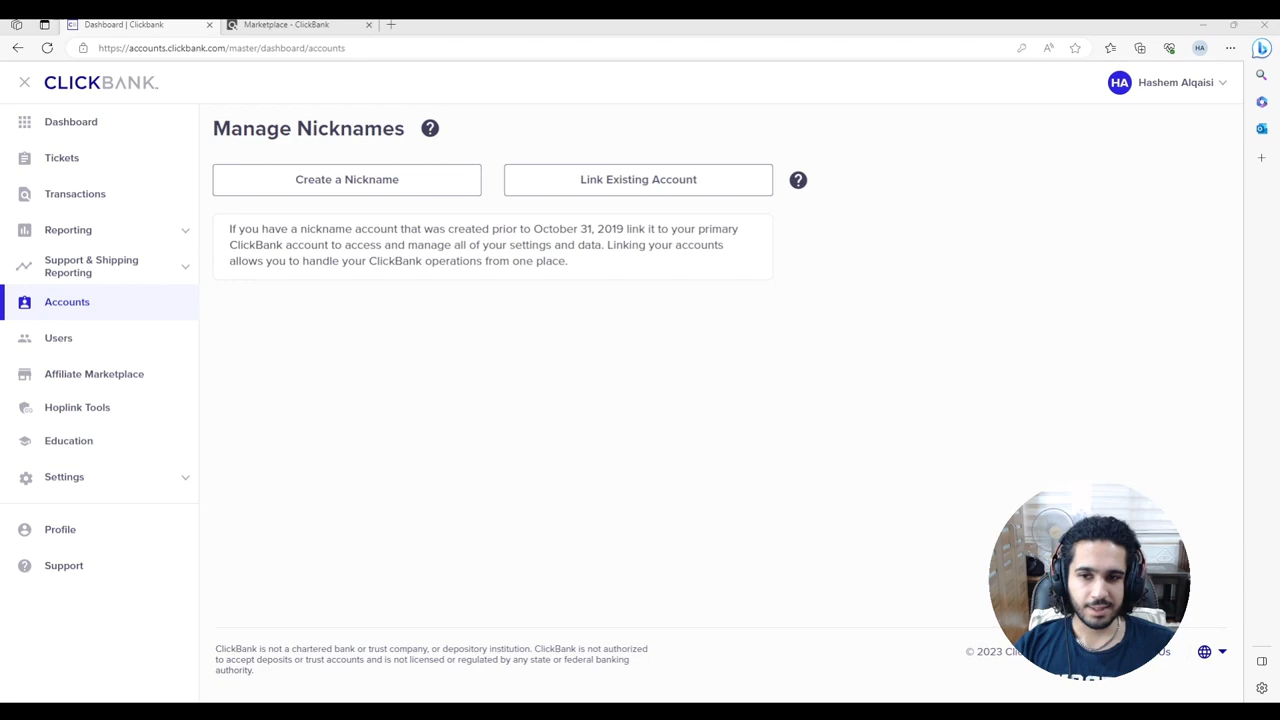 Dashboard | Clickbank
Marketplace - ClickBank
https://accounts.clickbank.com/master/dashboard/accounts
HA
CLICKBANK.
HA
Hashem Alqaisi
Dashboard
Tickets
Transactions
Reporting
Support & Shipping
Reporting
Accounts
Users
Affiliate Marketplace
Hoplink Tools
Education
Settings
Profile
Support
Manage Nicknames
Create a Nickname
Link Existing Account
If you have a nickname account that was created prior to October 31, 2019 link it to your primary
ClickBank account to access and manage all of your settings and data. Linking your accounts
allows you to handle your ClickBank operations from one place.
ClickBank is not a chartered bank or trust company, or depository institution. ClickBank is not authorized
to accept deposits or trust accounts and is not licensed or regulated by any state or federal banking
authority.
© 2023